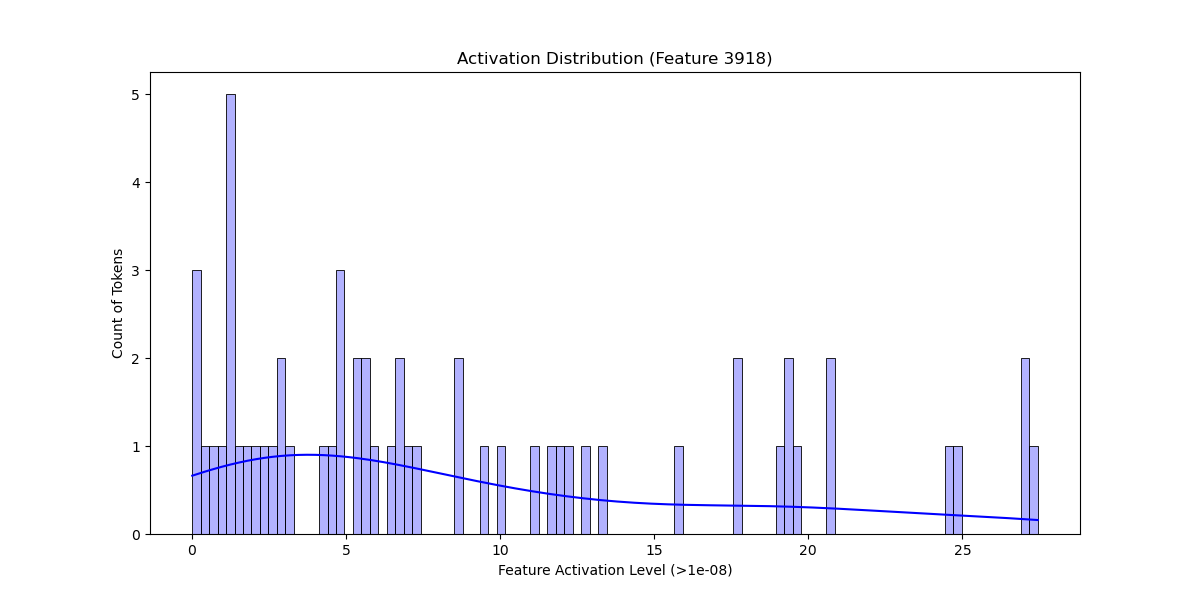 Activation Distribution (Feature 3918)
5
4
3
2
1
0
Count of Tokens
0 5 10 15 20 25
Feature Activation Level (>1e-08)